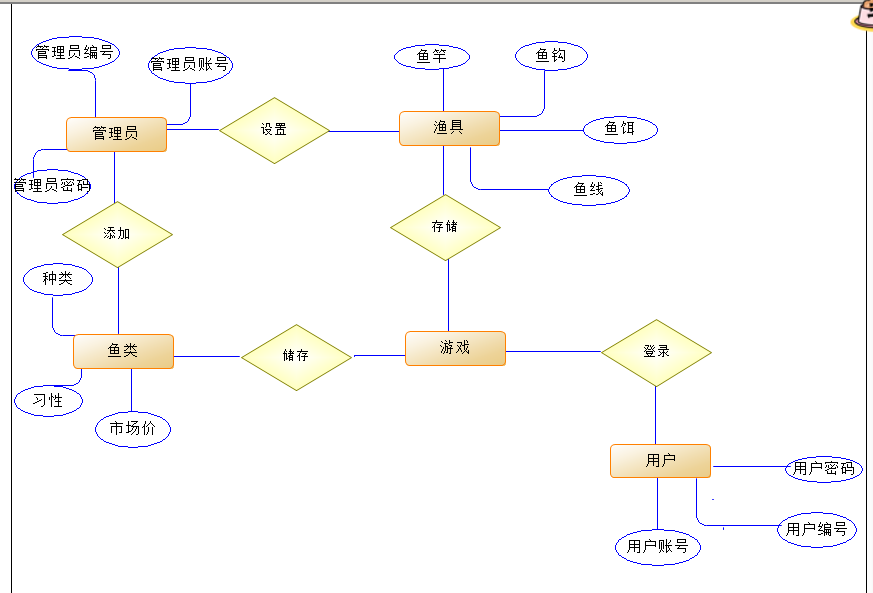 管理员编号
管理员账号
鱼竿
鱼钩
管理员
设置
渔具
鱼饵
管理员密码
鱼线
添加
存储
种类
鱼类
储存
游戏
登录
习性
市场价
用户
用户密码
用户账号
用户编号